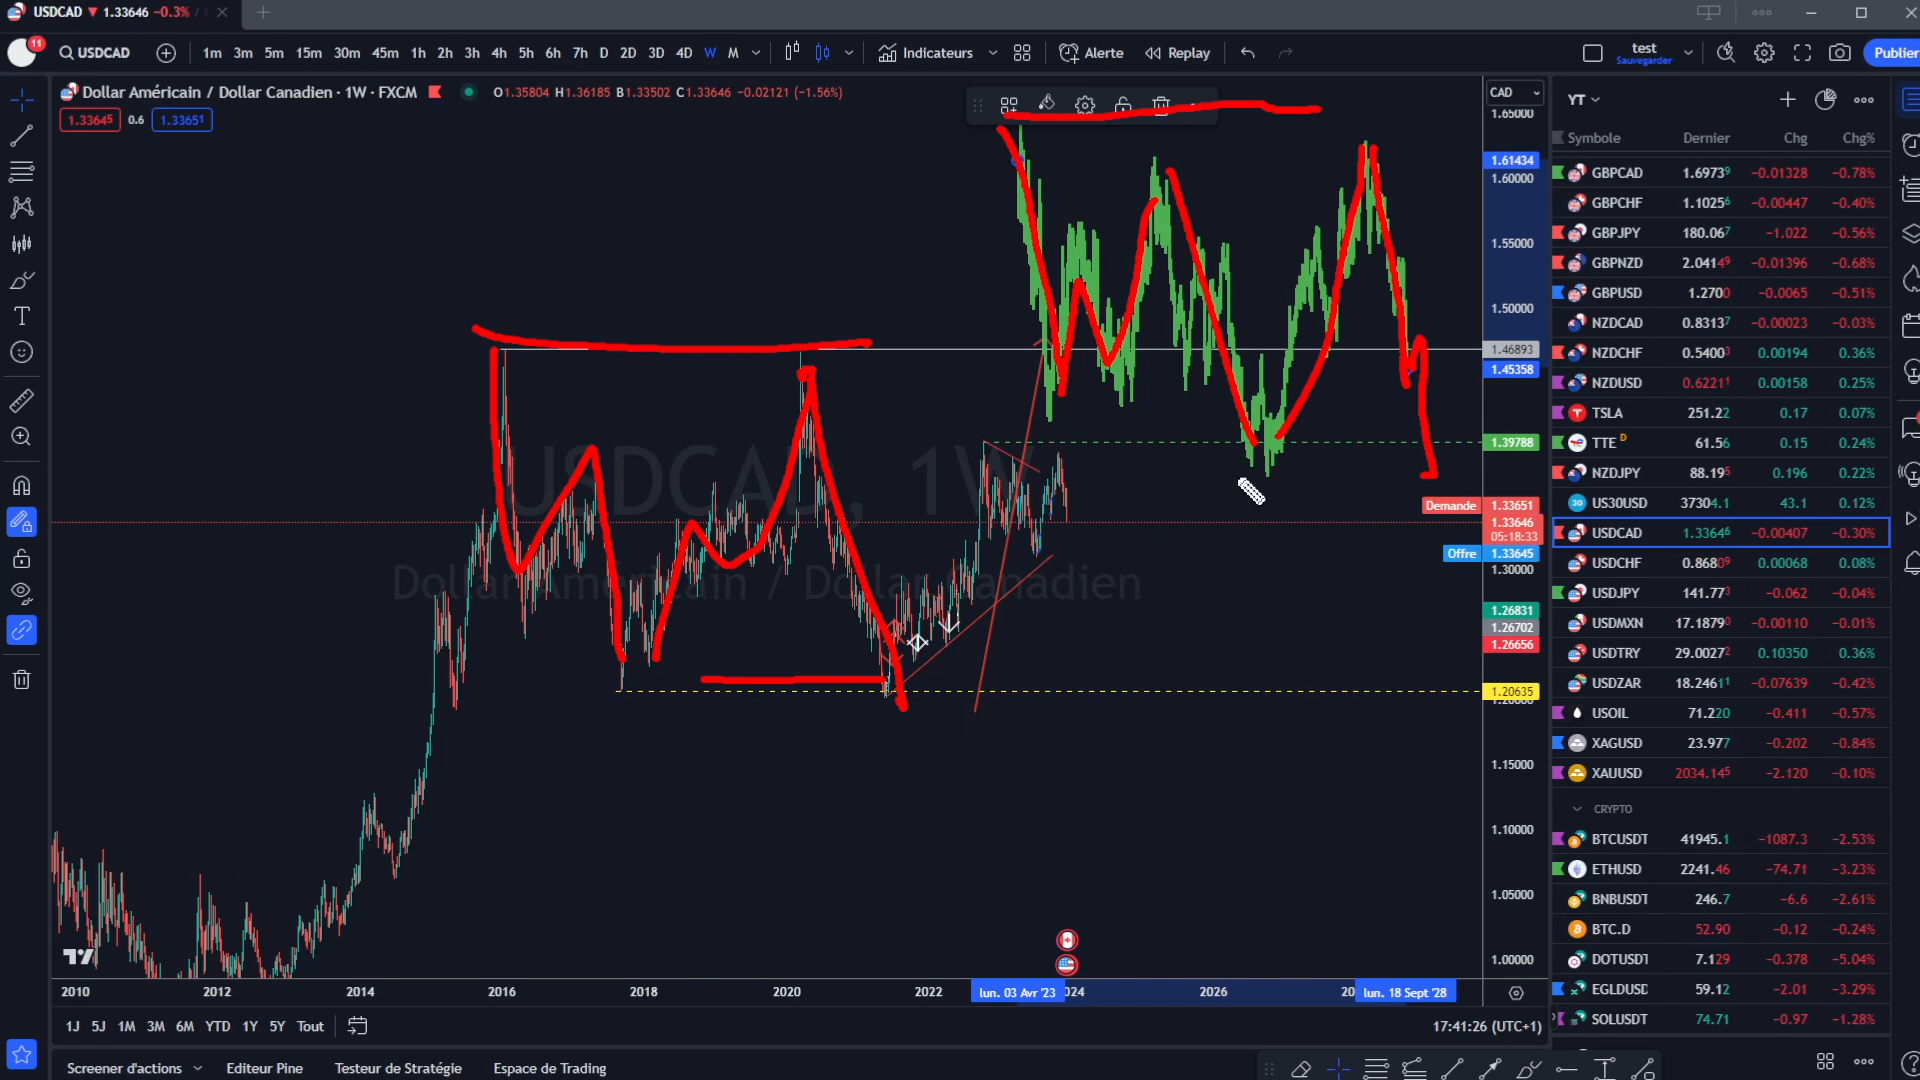 USDCAD ▼ 1.33646 −0.3% /
11
USDCAD 1m 3m 5m 15m 30m 45m 1h 2h 3h 4h 5h 6h 7h D 2D 3D 4D W M Indicateurs Alerte Replay test Sauvegarder Publier
Dollar Américain / Dollar Canadien · 1W · FXCM O1.35804 H1.36185 B1.33502 C1.33646 −0.02121 (−1.56%)
1.33645 0.6 1.33651
USDCAD, 1W
Dollar Américain / Dollar Canadien
CAD
1.65000
1.61434
1.60000
1.55000
1.50000
1.46893
1.45358
1.39788
Demande 1.33651
1.33646
05:18:33
Offre 1.33645
1.30000
1.26831
1.26702
1.26656
1.20635
1.15000
1.10000
1.05000
1.00000
2010 2012 2014 2016 2018 2020 2022 lun. 03 Avr '23 2026 lun. 18 Sept '28
1J 5J 1M 3M 6M YTD 1Y 5Y Tout 17:41:26 (UTC+1)
Screener d'actions Editeur Pine Testeur de Stratégie Espace de Trading
YT
Symbole Dernier Chg Chg%
GBPCAD 1.69739 −0.01328 −0.78%
GBPCHF 1.10256 −0.00447 −0.40%
GBPJPY 180.067 −1.022 −0.56%
GBPNZD 2.04149 −0.01396 −0.68%
GBPUSD 1.2700 −0.0065 −0.51%
NZDCAD 0.83137 −0.00023 −0.03%
NZDCHF 0.54003 0.00194 0.36%
NZDUSD 0.62211 0.00158 0.25%
TSLA 251.22 0.17 0.07%
TTE D 61.56 0.15 0.24%
NZDJPY 88.195 0.196 0.22%
US30USD 37304.1 43.1 0.12%
USDCAD 1.33646 −0.00407 −0.30%
USDCHF 0.86809 0.00068 0.08%
USDJPY 141.773 −0.062 −0.04%
USDMXN 17.18790 −0.00110 −0.01%
USDTRY 29.00272 0.10350 0.36%
USDZAR 18.24611 −0.07639 −0.42%
USOIL 71.220 −0.411 −0.57%
XAGUSD 23.977 −0.202 −0.84%
XAUUSD 2034.145 −2.120 −0.10%
CRYPTO
BTCUSDT 41945.1 −1087.3 −2.53%
ETHUSD 2241.46 −74.71 −3.23%
BNBUSDT 246.7 −6.6 −2.61%
BTC.D 52.90 −0.12 −0.24%
DOTUSDT 7.129 −0.378 −5.04%
EGLDUSD 59.12 −2.01 −3.29%
SOLUSDT 74.71 −0.97 −1.28%